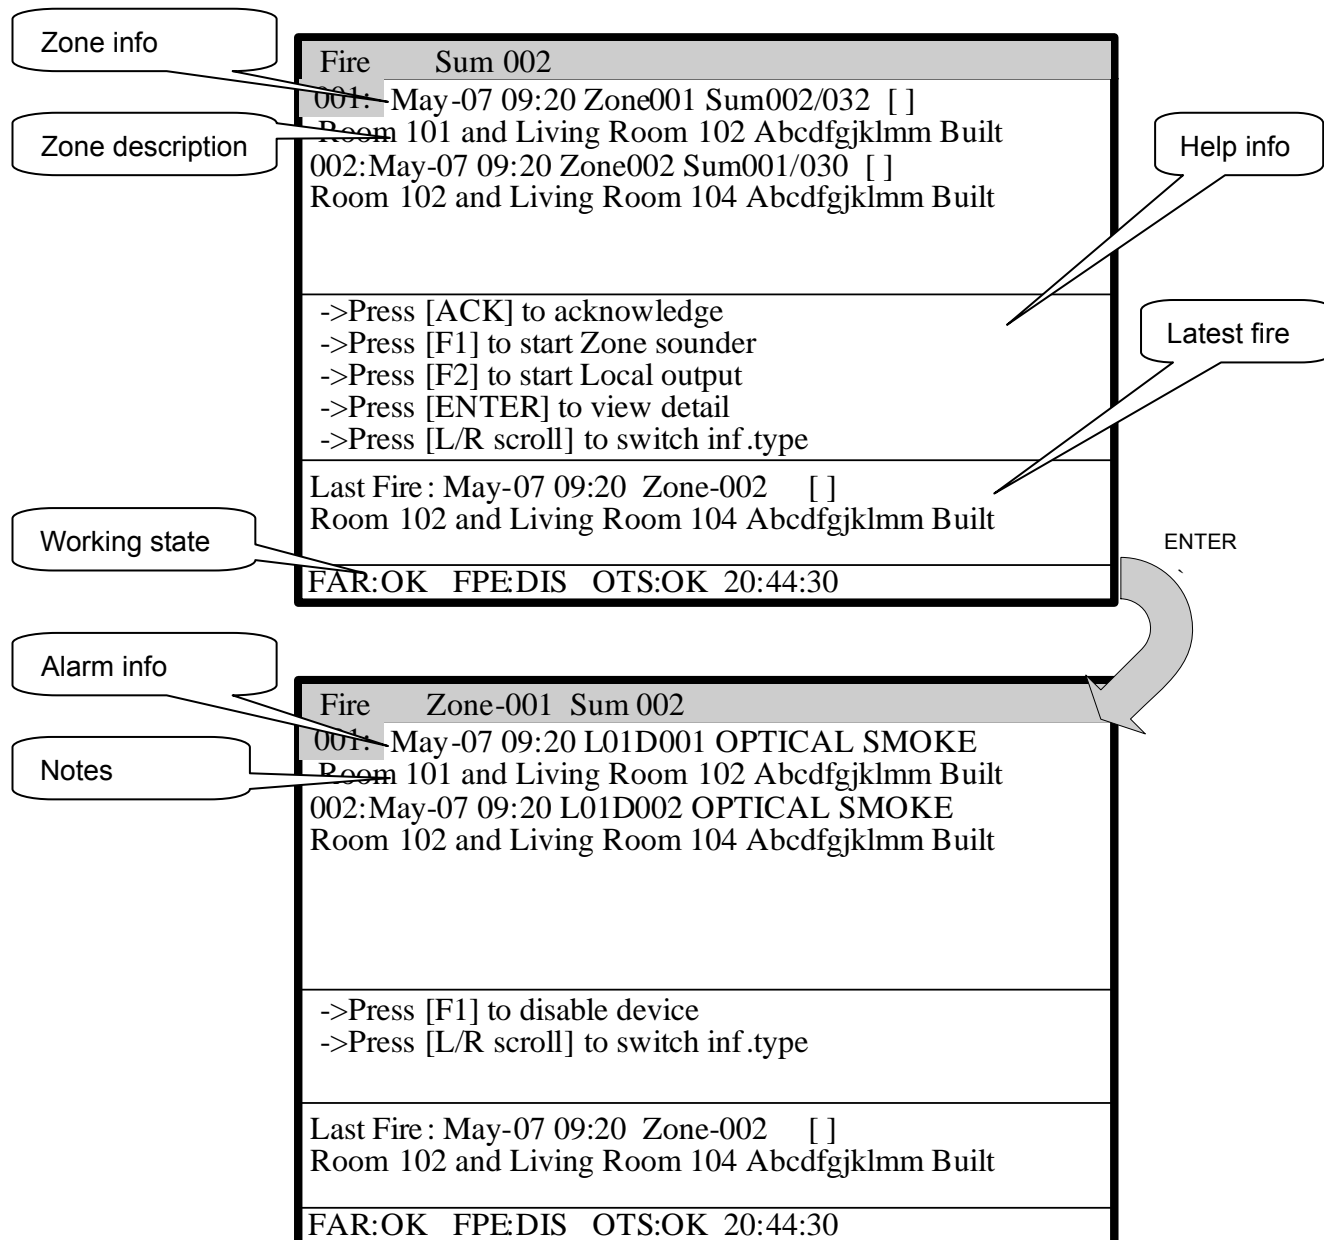 Zone info
Fire Sum 002
001: May-07 09:20 Zone001 Sum002/032 [ ]
Zone description
Room 101 and Living Room 102 Abcdfgjklmm Built
002:May-07 09:20 Zone002 Sum001/030 [ ]
Room 102 and Living Room 104 Abcdfgjklmm Built
Help info
->Press [ACK] to acknowledge
->Press [F1] to start Zone sounder
->Press [F2] to start Local output
->Press [ENTER] to view detail
->Press [L/R scroll] to switch inf.type
Latest fire
Last Fire: May-07 09:20 Zone-002 [ ]
Room 102 and Living Room 104 Abcdfgjklmm Built
Working state
FAR:OK FPE:DIS OTS:OK 20:44:30
ENTER
`
Alarm info
Fire Zone-001 Sum 002
001: May-07 09:20 L01D001 OPTICAL SMOKE
Notes
Room 101 and Living Room 102 Abcdfgjklmm Built
002:May-07 09:20 L01D002 OPTICAL SMOKE
Room 102 and Living Room 104 Abcdfgjklmm Built
->Press [F1] to disable device
->Press [L/R scroll] to switch inf.type
Last Fire: May-07 09:20 Zone-002 [ ]
Room 102 and Living Room 104 Abcdfgjklmm Built
FAR:OK FPE:DIS OTS:OK 20:44:30